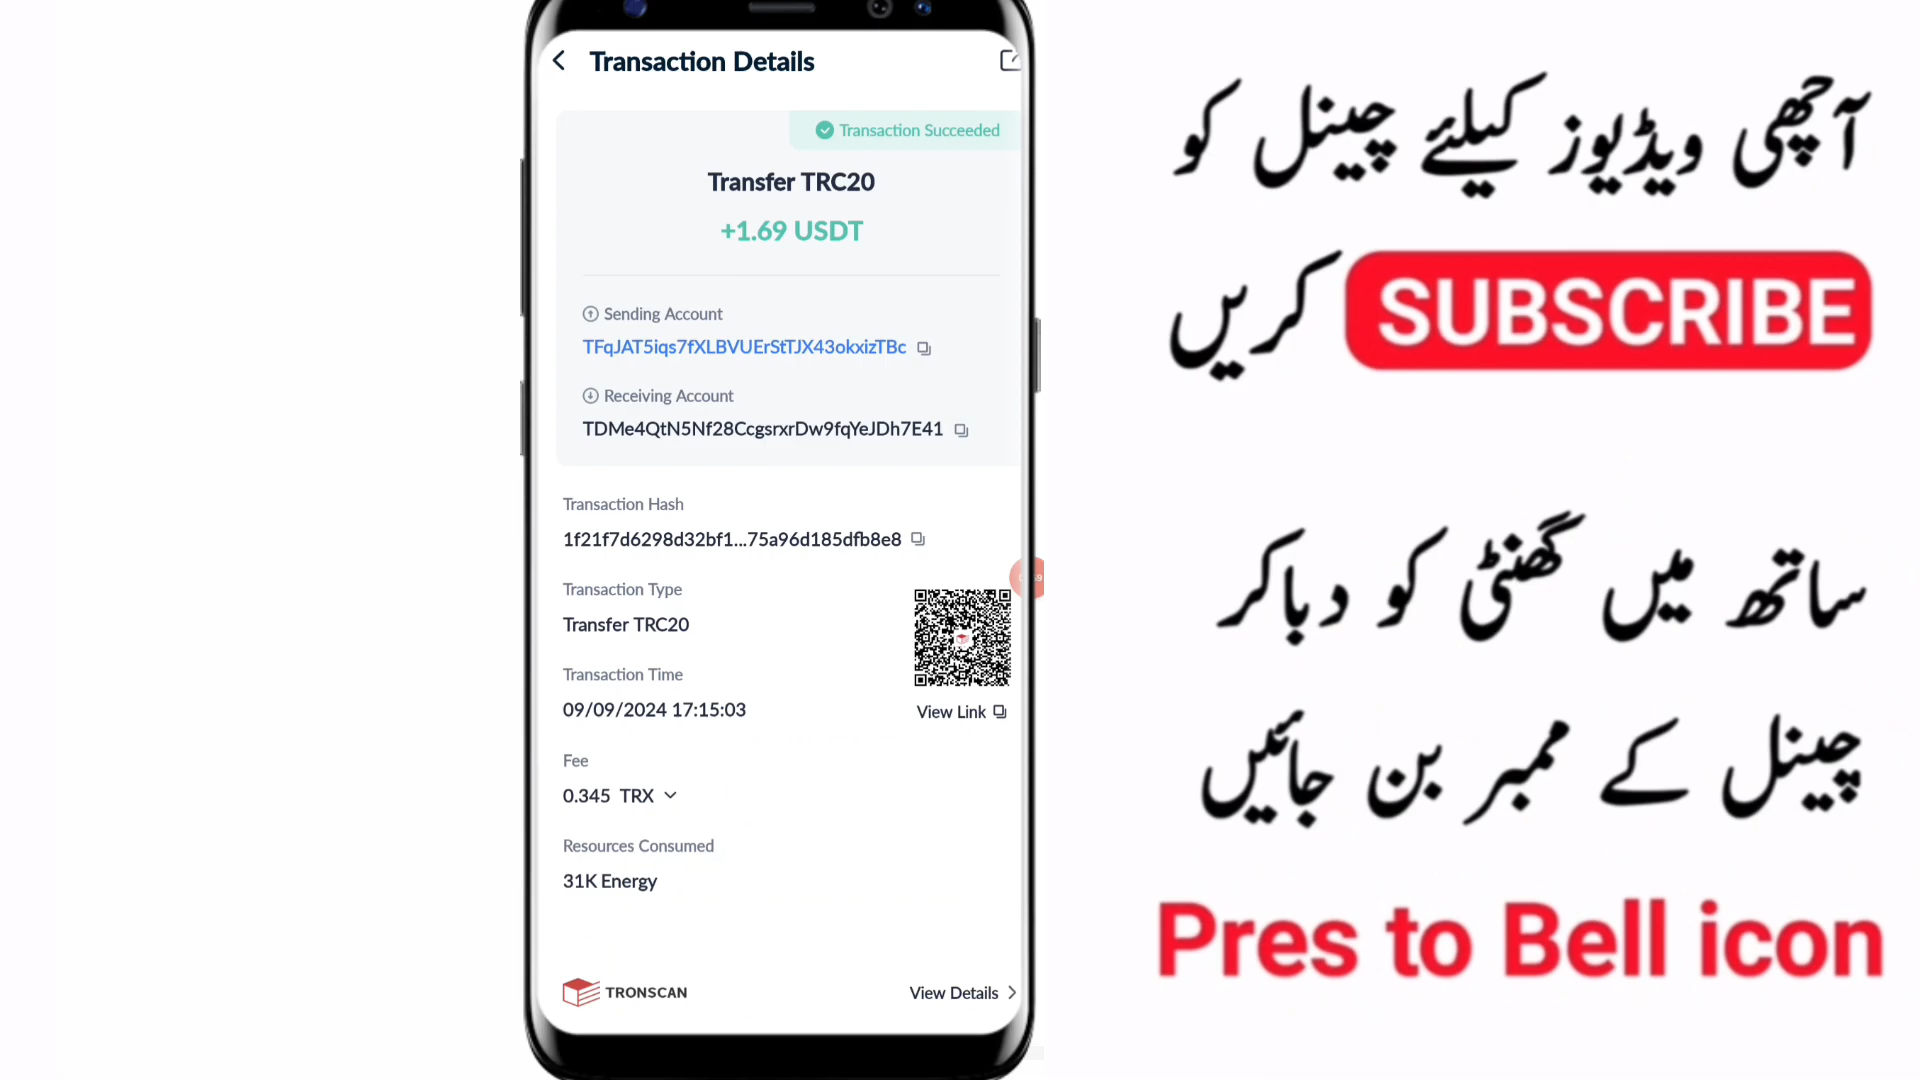 Transaction Details
Transaction Succeeded
Transfer TRC20
+1.69 USDT
Sending Account
TFqJAT5iqs7fXLBVUErStTJX43okxizTBc
Receiving Account
TDMe4QtN5Nf28CcgsrxrDw9fqYeJDh7E41
Transaction Hash
1f21f7d6298d32bf1...75a96d185dfb8e8
Transaction Type
Transfer TRC20
Transaction Time
09/09/2024 17:15:03
View Link
Fee
0.345 TRX
Resources Consumed
31K Energy
TRONSCAN
View Details
آچھی ویڈیوز کیلئے چینل کو
SUBSCRIBE کریں
ساتھ میں گھنٹی کو دباکر
چینل کے ممبر بن جائیں
Pres to Bell icon